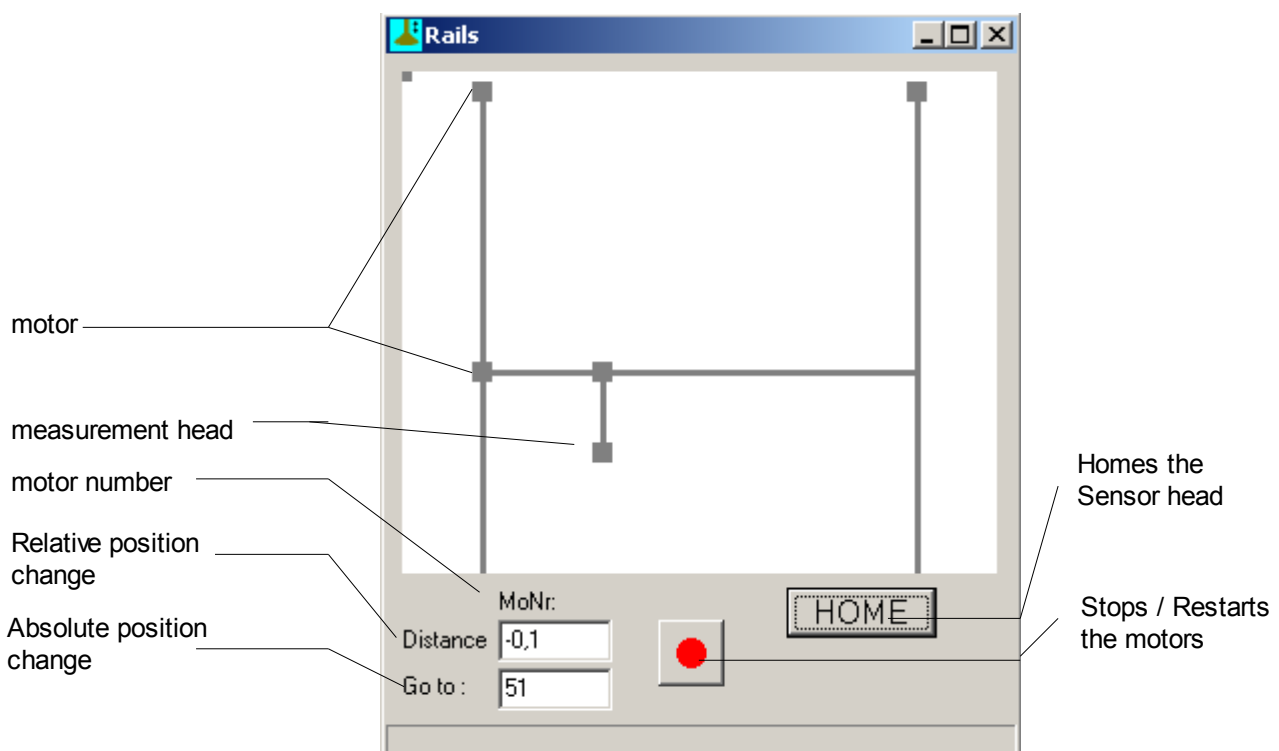 Rails
motor
measurement head
motor number
Relative position
change
Absolute position
change
MoNr:
Distance
-0,1
Go to :
51
HOME
Homes the
Sensor head
Stops / Restarts
the motors